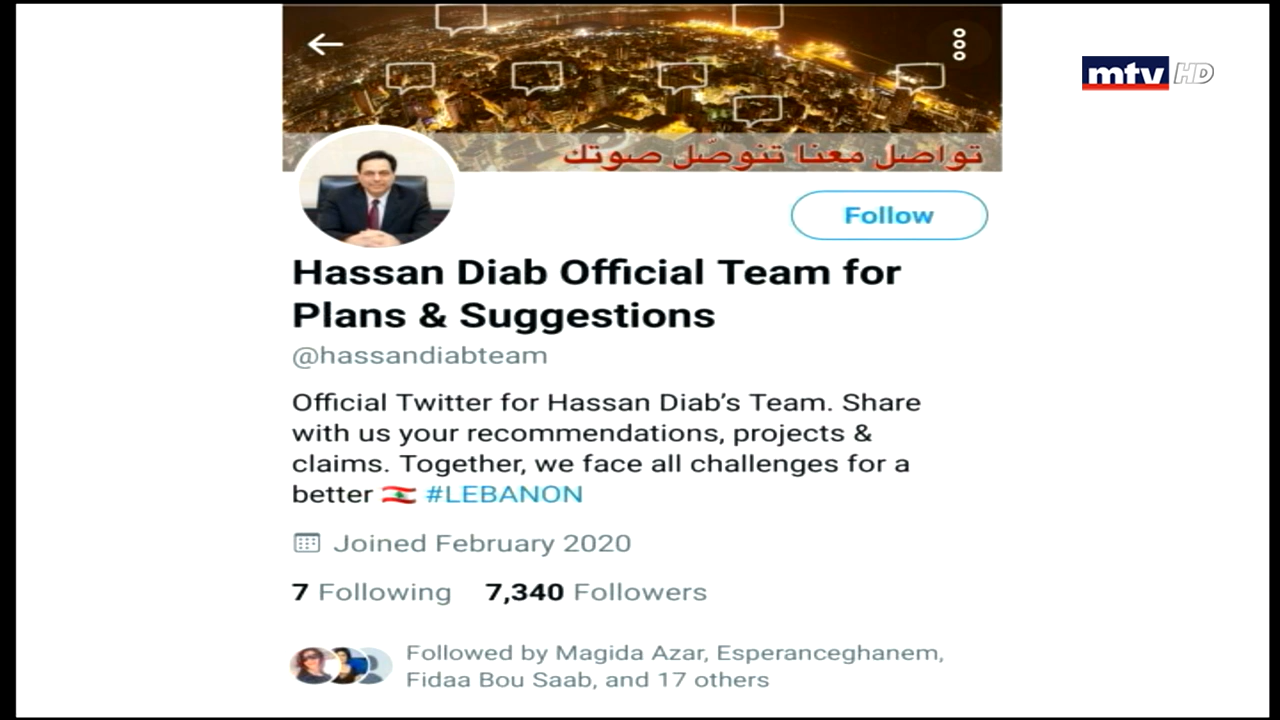 mtv HD
تواصل معنا تنوصّل صوتك
Follow
Hassan Diab Official Team for
Plans & Suggestions
@hassandiabteam
Official Twitter for Hassan Diab’s Team. Share
with us your recommendations, projects &
claims. Together, we face all challenges for a
better 🇱🇧 #LEBANON
Joined February 2020
7 Following 7,340 Followers
Followed by Magida Azar, Esperanceghanem,
Fidaa Bou Saab, and 17 others